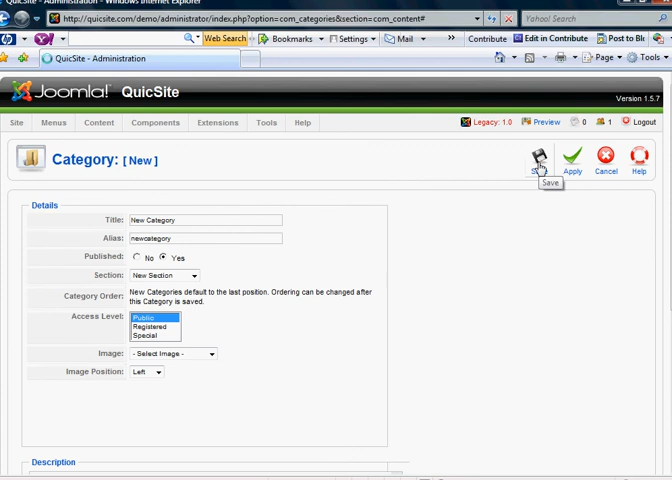 QuicSite - Administration - Windows Internet Explorer
http://quicsite.com/demo/administrator/index.php?option=com_categories&section=com_content#
Yahoo! Search
hp Y! Web Search Bookmarks Settings Mail Contribute Edit in Contribute Post to Blo
QuicSite - Administration
Page Tools
Joomla! QuicSite
Version 1.5.7
Site Menus Content Components Extensions Tools Help Legacy: 1.0 Preview 0 1 Logout
Category: [ New ]
Save Apply Cancel Help
Save
Details
Title: New Category
Alias: newcategory
Published: No Yes
Section: New Section
Category Order: New Categories default to the last position. Ordering can be changed after
this Category is saved.
Access Level: Public
Registered
Special
Image: - Select Image -
Image Position: Left
Description